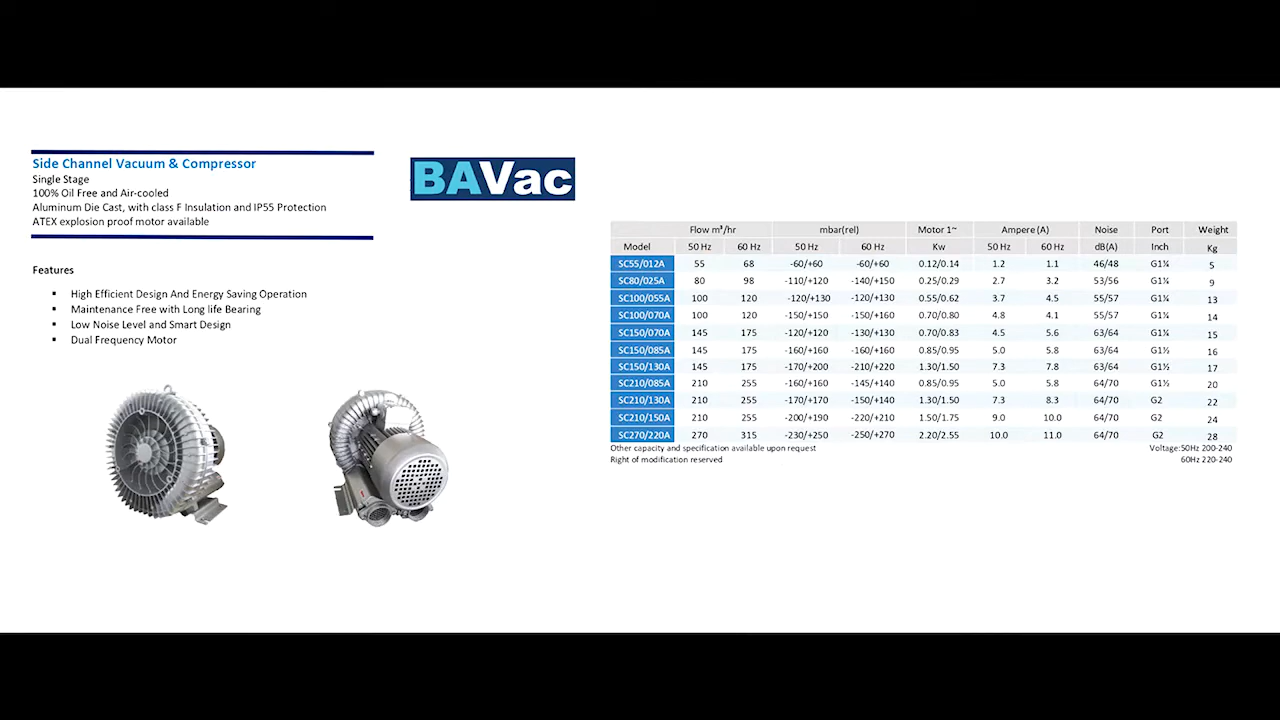 Side Channel Vacuum & Compressor
Single Stage
100% Oil Free and Air-cooled
Aluminum Die Cast, with class F Insulation and IP55 Protection
ATEX explosion proof motor available
BAVac
Features
▪ High Efficient Design And Energy Saving Operation
▪ Maintenance Free with Long life Bearing
▪ Low Noise Level and Smart Design
▪ Dual Frequency Motor
Flow m³/hr mbar(rel) Motor 1~ Ampere (A) Noise Port Weight
Model 50 Hz 60 Hz 50 Hz 60 Hz Kw 50 Hz 60 Hz dB(A) Inch Kg
SC55/012A 55 68 -60/+60 -60/+60 0.12/0.14 1.2 1.1 46/48 G1¼ 5
SC80/025A 80 98 -110/+120 -140/+150 0.25/0.29 2.7 3.2 53/56 G1¼ 9
SC100/055A 100 120 -120/+130 -120/+130 0.55/0.62 3.7 4.5 55/57 G1¼ 13
SC100/070A 100 120 -150/+150 -150/+160 0.70/0.80 4.8 4.1 55/57 G1¼ 14
SC150/070A 145 175 -120/+120 -130/+130 0.70/0.83 4.5 5.6 63/64 G1¼ 15
SC150/085A 145 175 -160/+160 -160/+160 0.85/0.95 5.0 5.8 63/64 G1½ 16
SC150/130A 145 175 -170/+200 -210/+220 1.30/1.50 7.3 7.8 63/64 G1½ 17
SC210/085A 210 255 -160/+160 -145/+140 0.85/0.95 5.0 5.8 64/70 G1½ 20
SC210/130A 210 255 -170/+170 -150/+140 1.30/1.50 7.3 8.3 64/70 G2 22
SC210/150A 210 255 -200/+190 -220/+210 1.50/1.75 9.0 10.0 64/70 G2 24
SC270/220A 270 315 -230/+250 -250/+270 2.20/2.55 10.0 11.0 64/70 G2 28
Other capacity and specification available upon request Voltage:50Hz 200-240
Right of modification reserved 60Hz 220-240